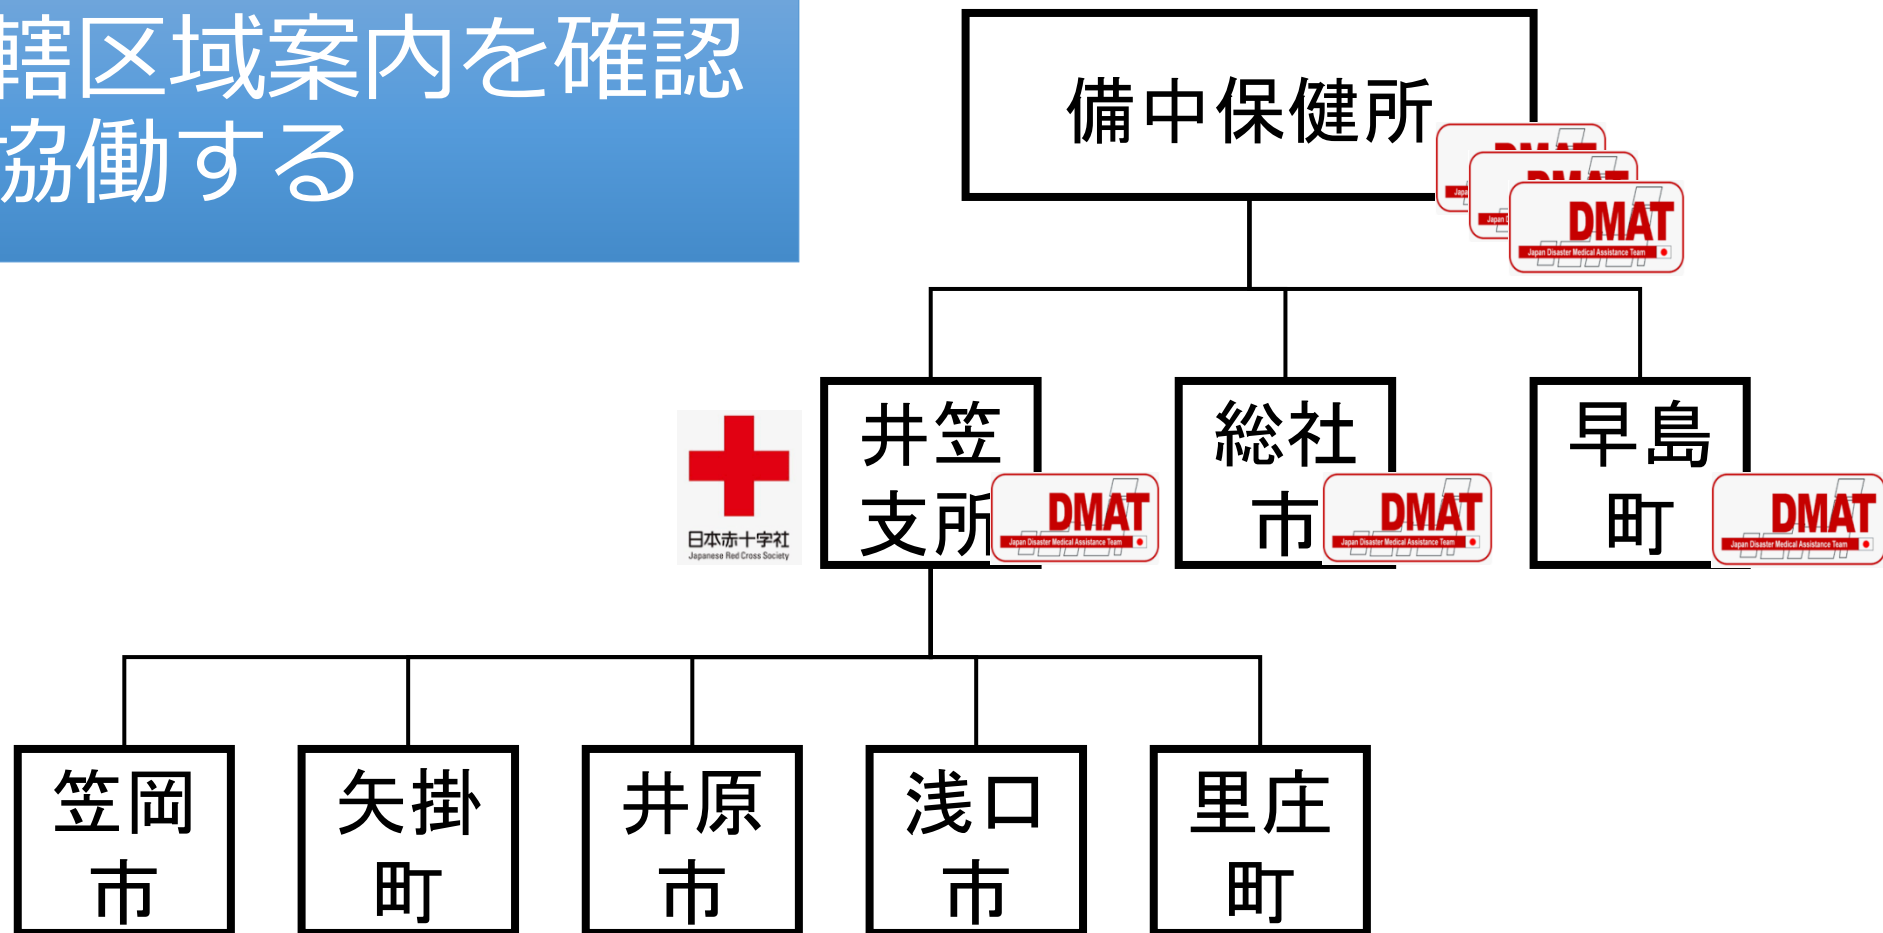 轄区域案内を確認
協働する
備中保健所
DMAT
DMAT
DMAT
Japan Disaster Medical Assistance Team
日本赤十字社
Japanese Red Cross Society
井笠
支所
DMAT
Japan Disaster Medical Assistance Team
総社
市
DMAT
Japan Disaster Medical Assistance Team
早島
町
DMAT
Japan Disaster Medical Assistance Team
笠岡
市
矢掛
町
井原
市
浅口
市
里庄
町